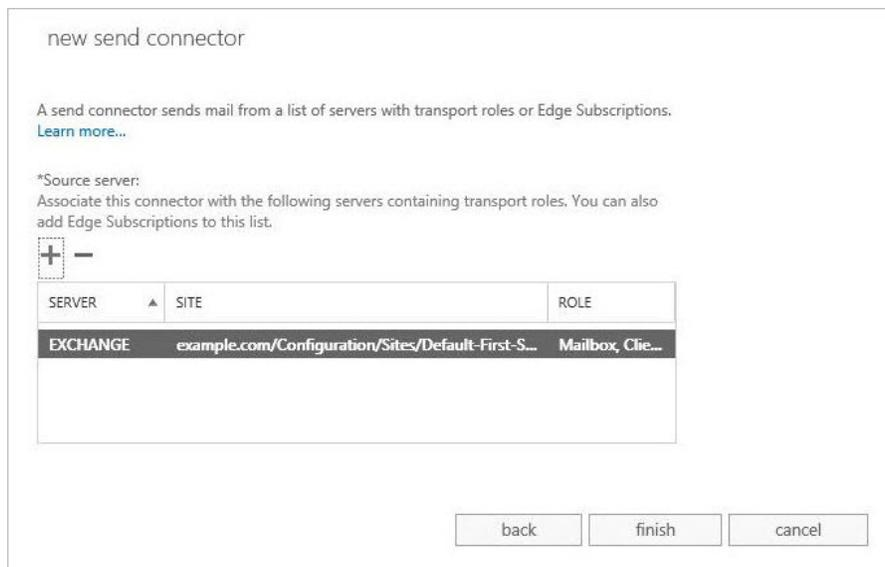 new send connector
A send connector sends mail from a list of servers with transport roles or Edge Subscriptions.
Learn more...
*Source server:
Associate this connector with the following servers containing transport roles. You can also
add Edge Subscriptions to this list.
SERVER SITE ROLE
EXCHANGE example.com/Configuration/Sites/Default-First-S... Mailbox, Clie...
back finish cancel